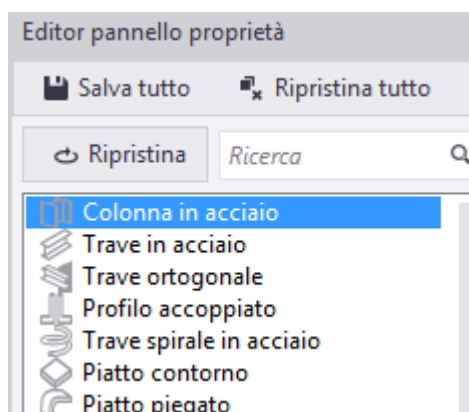 Editor pannello proprietà
Salva tutto Ripristina tutto
Ripristina Ricerca
Colonna in acciaio
Trave in acciaio
Trave ortogonale
Profilo accoppiato
Trave spirale in acciaio
Piatto contorno
Piatto piegato